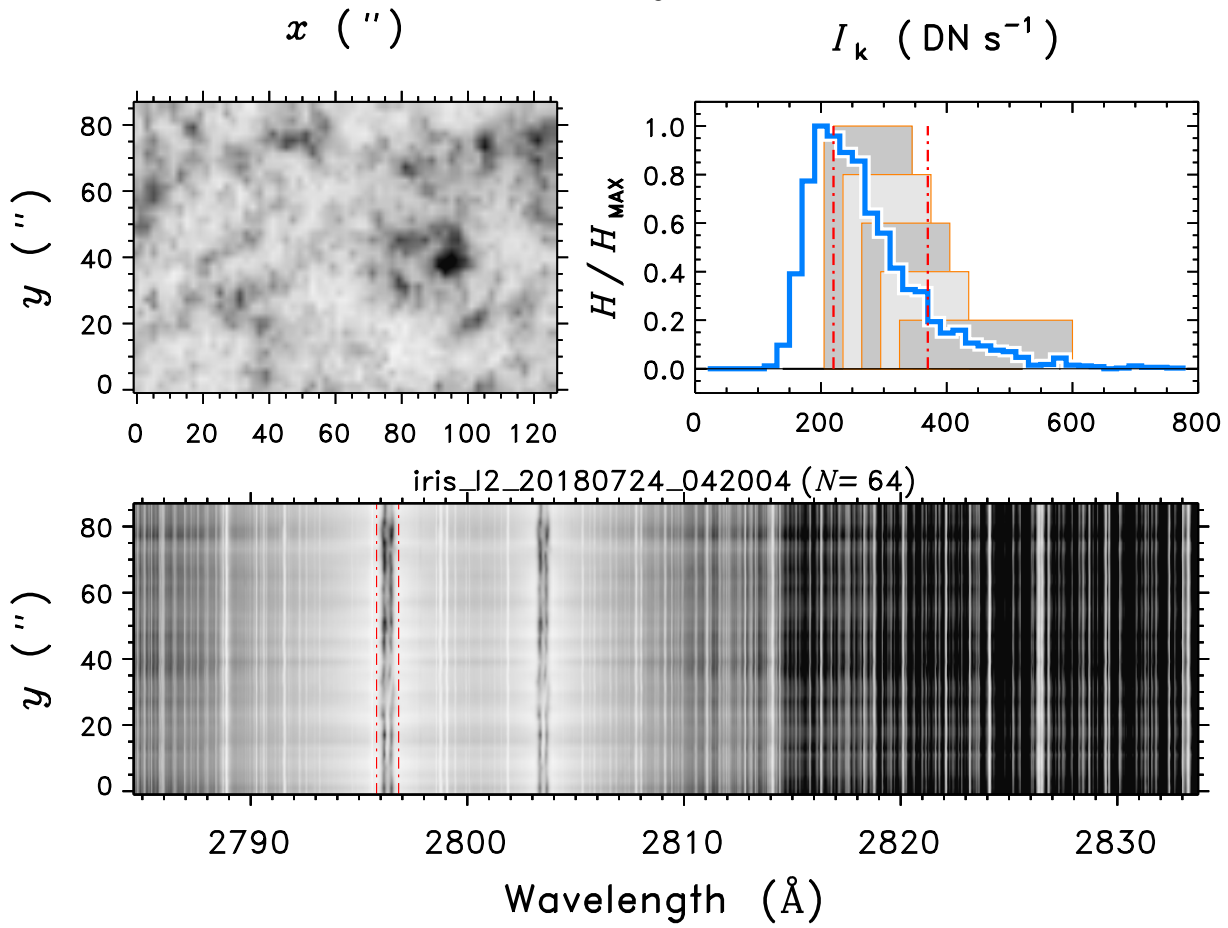 x (″) I_k (DN s⁻¹)
80
60
40
20
0
y (″)
0 20 40 60 80 100 120
1.0
0.8
0.6
0.4
0.2
0.0
H / H_MAX
0 200 400 600 800
iris_l2_20180724_042004 (N= 64)
80
60
40
20
0
y (″)
2790 2800 2810 2820 2830
Wavelength (Å)